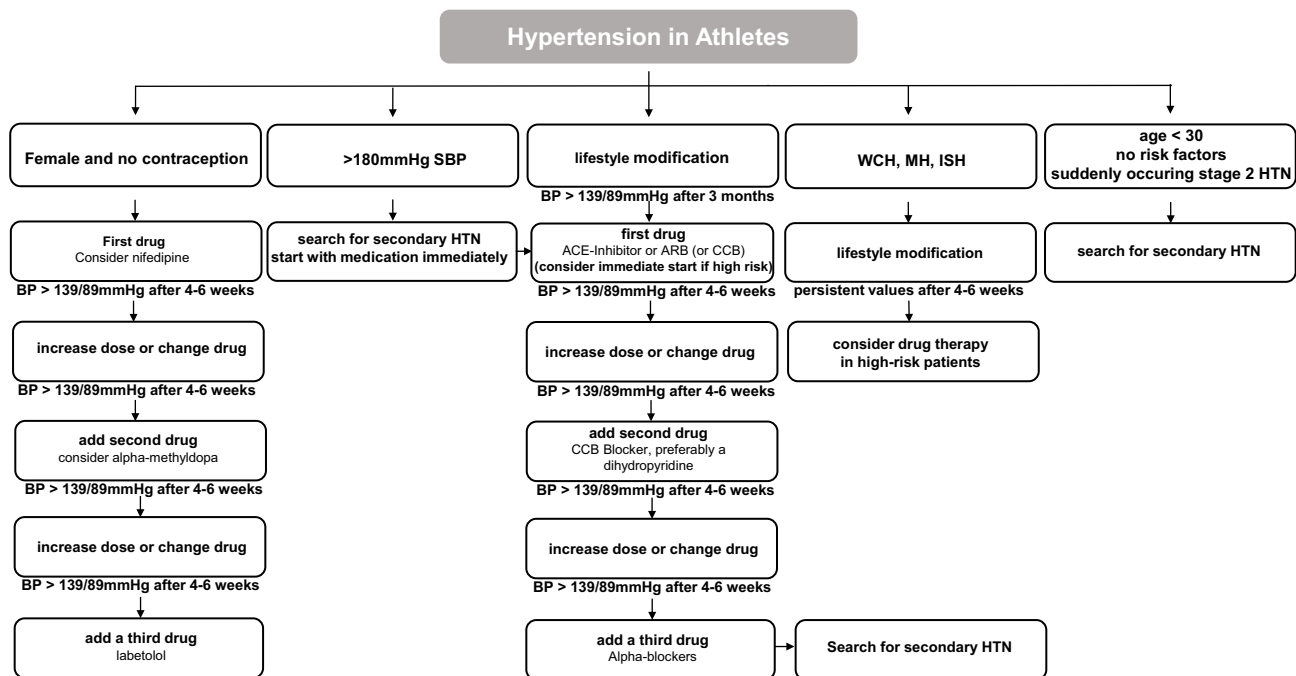 Hypertension in Athletes
Female and no contraception
First drug
Consider nifedipine
BP > 139/89mmHg after 4-6 weeks
increase dose or change drug
BP > 139/89mmHg after 4-6 weeks
add second drug
consider alpha-methyldopa
BP > 139/89mmHg after 4-6 weeks
increase dose or change drug
BP > 139/89mmHg after 4-6 weeks
add a third drug
labetolol
>180mmHg SBP
search for secondary HTN
start with medication immediately
lifestyle modification
BP > 139/89mmHg after 3 months
first drug
ACE-Inhibitor or ARB (or CCB)
(consider immediate start if high risk)
BP > 139/89mmHg after 4-6 weeks
increase dose or change drug
BP > 139/89mmHg after 4-6 weeks
add second drug
CCB Blocker, preferably a
dihydropyridine
BP > 139/89mmHg after 4-6 weeks
increase dose or change drug
BP > 139/89mmHg after 4-6 weeks
add a third drug
Alpha-blockers
Search for secondary HTN
WCH, MH, ISH
lifestyle modification
persistent values after 4-6 weeks
consider drug therapy
in high-risk patients
age < 30
no risk factors
suddenly occuring stage 2 HTN
search for secondary HTN